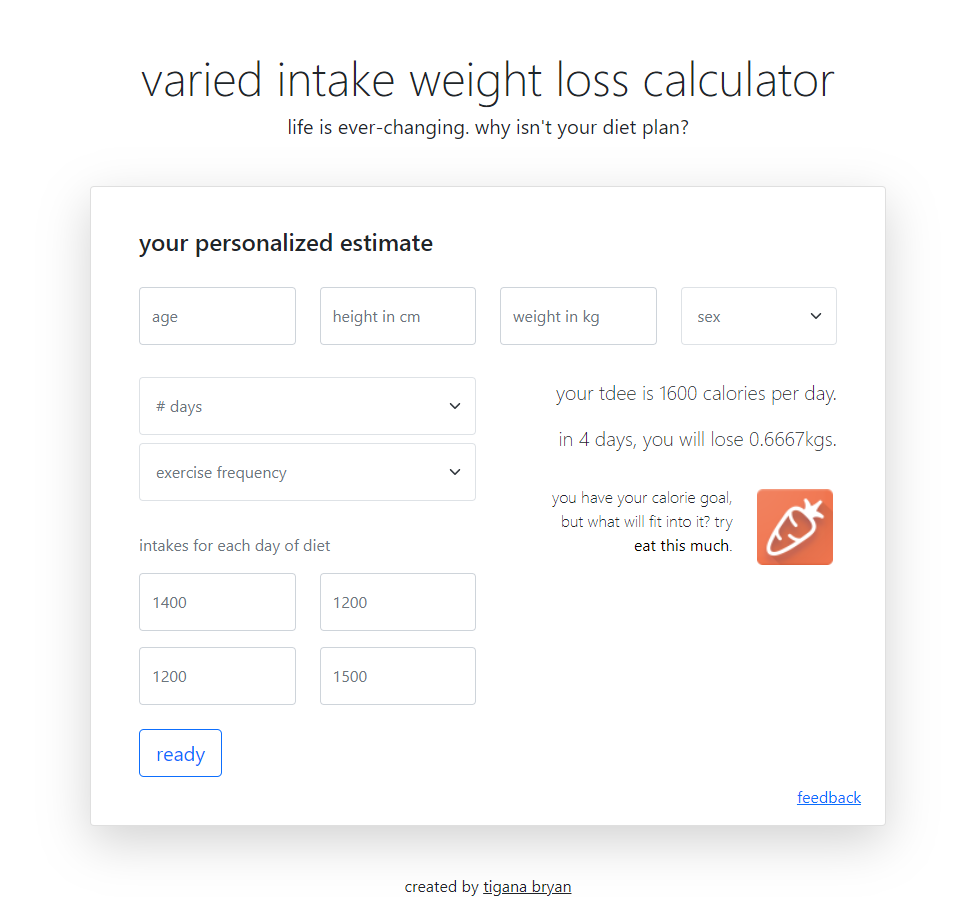 varied intake weight loss calculator
life is ever-changing. why isn't your diet plan?
your personalized estimate
age
height in cm
weight in kg
sex
# days
exercise frequency
your tdee is 1600 calories per day.
in 4 days, you will lose 0.6667kgs.
you have your calorie goal,
but what will fit into it? try
eat this much.
intakes for each day of diet
1400
1200
1200
1500
ready
feedback
created by tigana bryan